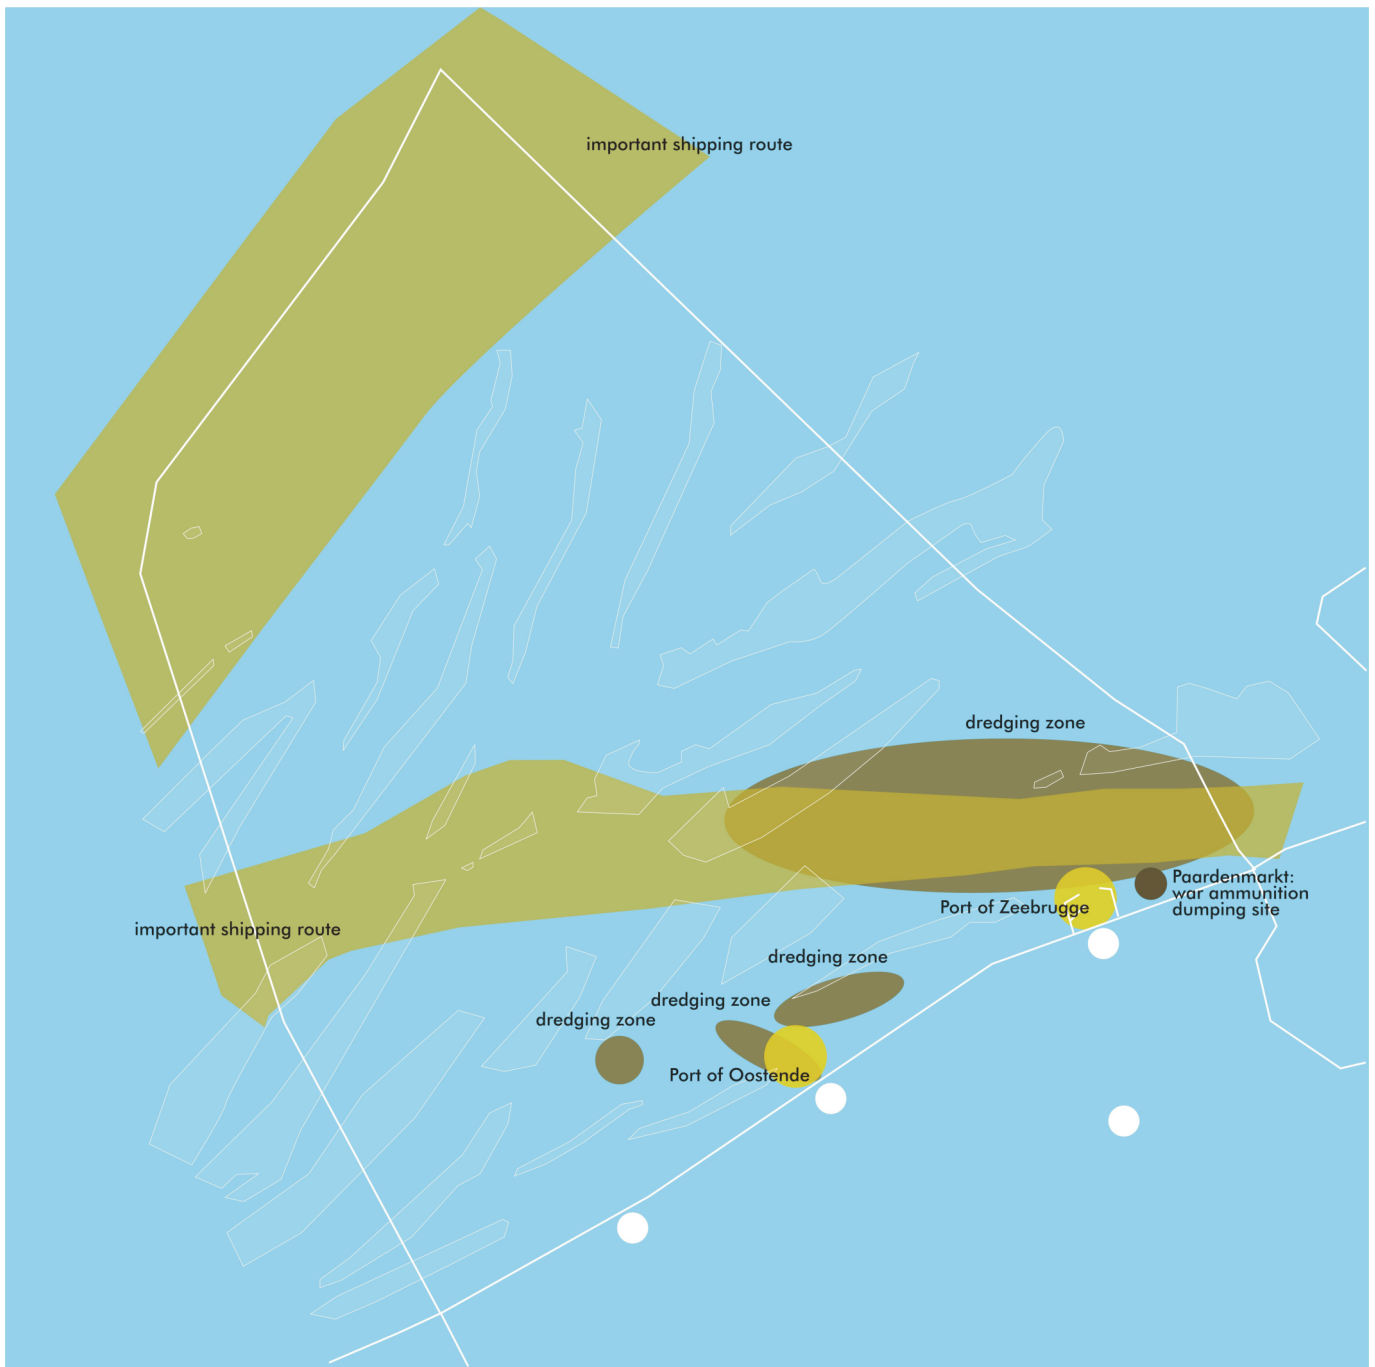 important shipping route
dredging zone
Paardenmarkt:
war ammunition
dumping site
Port of Zeebrugge
important shipping route
dredging zone
dredging zone
dredging zone
Port of Oostende